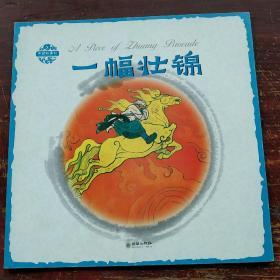 A Piece of Zhuang Brocade
一幅壮锦